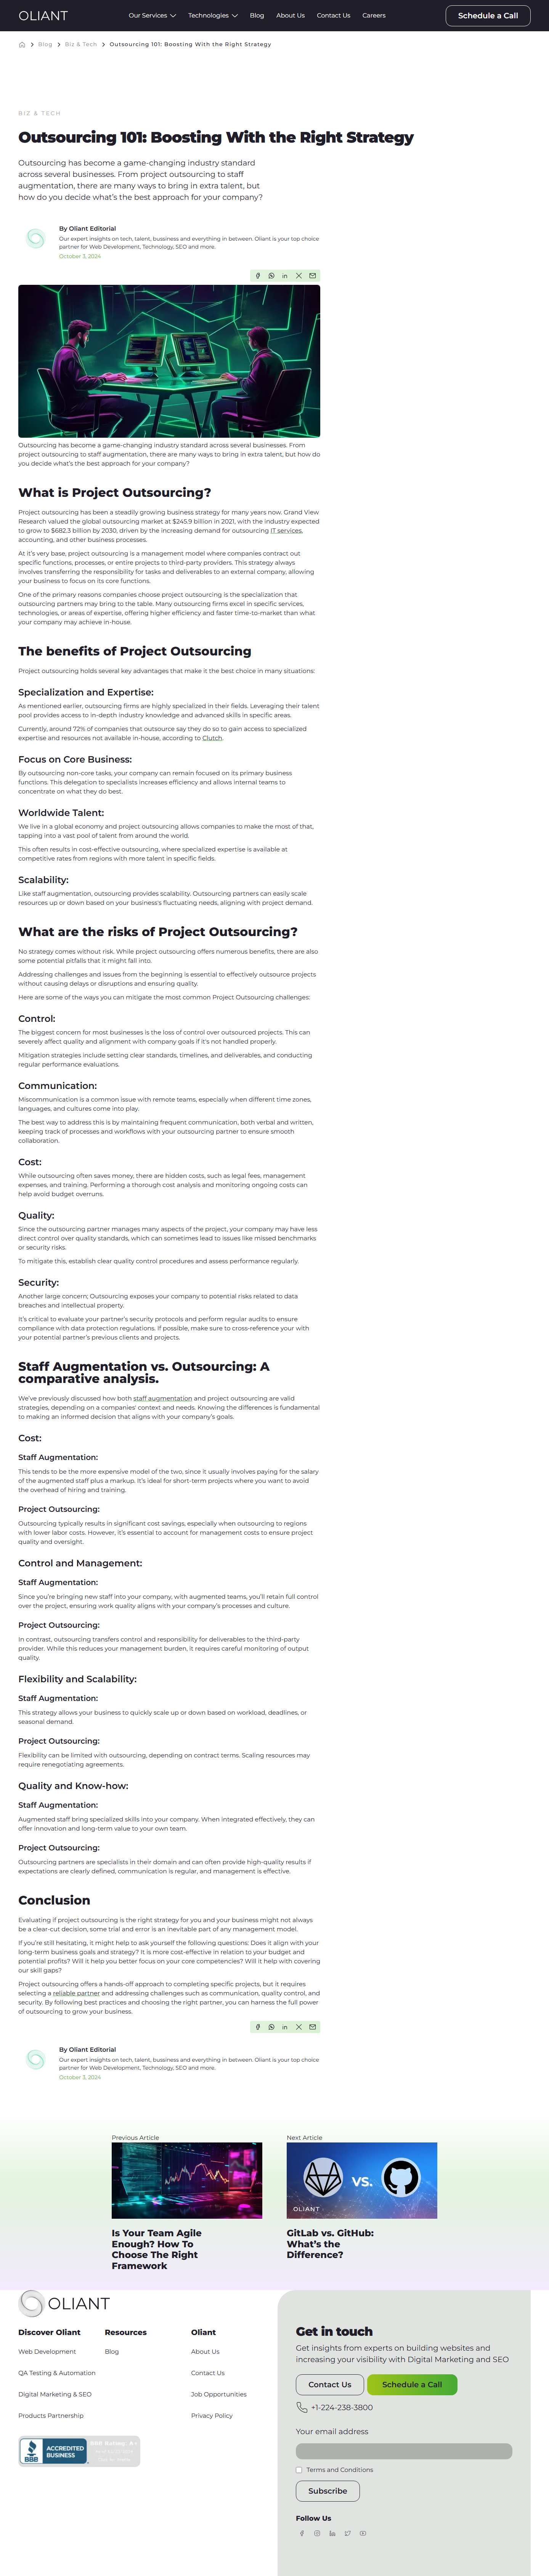 OLIANT
Our Services
Technologies
Blog
About Us
Contact Us
Careers
Schedule a Call
Blog
Biz & Tech
Outsourcing 101: Boosting With the Right Strategy
BIZ & TECH
Outsourcing 101: Boosting With the Right Strategy
Outsourcing has become a game-changing industry standard
across several businesses. From project outsourcing to staff
augmentation, there are many ways to bring in extra talent, but
how do you decide what's the best approach for your company?
By Oliant Editorial
Our expert insights on tech, talent, bussiness and everything in between. Oliant is your top choice
partner for Web Development, Technology, SEO and more.
October 3, 2024
Outsourcing has become a game-changing industry standard across several businesses. From
project outsourcing to staff augmentation, there are many ways to bring in extra talent, but how do
you decide what's the best approach for your company?
What is Project Outsourcing?
Project outsourcing has been a steadily growing business strategy for many years now. Grand View
Research valued the global outsourcing market at $245.9 billion in 2021, with the industry expected
to grow to $682.3 billion by 2030, driven by the increasing demand for outsourcing IT services,
accounting, and other business processes.
At it's very base, project outsourcing is a management model where companies contract out
specific functions, processes, or entire projects to third-party providers. This strategy always
involves transferring the responsibility for tasks and deliverables to an external company, allowing
your business to focus on its core functions.
One of the primary reasons companies choose project outsourcing is the specialization that
outsourcing partners may bring to the table. Many outsourcing firms excel in specific services,
technologies, or areas of expertise, offering higher efficiency and faster time-to-market than what
your company may achieve in-house.
The benefits of Project Outsourcing
Project outsourcing holds several key advantages that make it the best choice in many situations:
Specialization and Expertise:
As mentioned earlier, outsourcing firms are highly specialized in their fields. Leveraging their talent
pool provides access to in-depth industry knowledge and advanced skills in specific areas.
Currently, around 72% of companies that outsource say they do so to gain access to specialized
expertise and resources not available in-house, according to Clutch.
Focus on Core Business:
By outsourcing non-core tasks, your company can remain focused on its primary business
functions. This delegation to specialists increases efficiency and allows internal teams to
concentrate on what they do best.
Worldwide Talent:
We live in a global economy and project outsourcing allows companies to make the most of that,
tapping into a vast pool of talent from around the world.
This often results in cost-effective outsourcing, where specialized expertise is available at
competitive rates from regions with more talent in specific fields.
Scalability:
Like staff augmentation, outsourcing provides scalability. Outsourcing partners can easily scale
resources up or down based on your business's fluctuating needs, aligning with project demand.
What are the risks of Project Outsourcing?
No strategy comes without risk. While project outsourcing offers numerous benefits, there are also
some potential pitfalls that it might fall into.
Addressing challenges and issues from the beginning is essential to effectively outsource projects
without causing delays or disruptions and ensuring quality.
Here are some of the ways you can mitigate the most common Project Outsourcing challenges:
Control:
The biggest concern for most businesses is the loss of control over outsourced projects. This can
severely affect quality and alignment with company goals if it's not handled properly.
Mitigation strategies include setting clear standards, timelines, and deliverables, and conducting
regular performance evaluations.
Communication:
Miscommunication is a common issue with remote teams, especially when different time zones,
languages, and cultures come into play.
The best way to address this is by maintaining frequent communication, both verbal and written,
keeping track of processes and workflows with your outsourcing partner to ensure smooth
collaboration.
Cost:
While outsourcing often saves money, there are hidden costs, such as legal fees, management
expenses, and training. Performing a thorough cost analysis and monitoring ongoing costs can
help avoid budget overruns.
Quality:
Since the outsourcing partner manages many aspects of the project, your company may have less
direct control over quality standards, which can sometimes lead to issues like missed benchmarks
or security risks.
To mitigate this, establish clear quality control procedures and assess performance regularly.
Security:
Another large concern; Outsourcing exposes your company to potential risks related to data
breaches and intellectual property.
It's critical to evaluate your partner's security protocols and perform regular audits to ensure
compliance with data protection regulations. If possible, make sure to cross-reference your with
your potential partner's previous clients and projects.
Staff Augmentation vs. Outsourcing: A
comparative analysis.
We've previously discussed how both staff augmentation and project outsourcing are valid
strategies, depending on a companies' context and needs. Knowing the differences is fundamental
to making an informed decision that aligns with your company's goals.
Cost:
Staff Augmentation:
This tends to be the more expensive model of the two, since it usually involves paying for the salary
of the augmented staff plus a markup. It's ideal for short-term projects where you want to avoid
the overhead of hiring and training.
Project Outsourcing:
Outsourcing typically results in significant cost savings, especially when outsourcing to regions
with lower labor costs. However, it's essential to account for management costs to ensure project
quality and oversight.
Control and Management:
Staff Augmentation:
Since you're bringing new staff into your company, with augmented teams, you'll retain full control
over the project, ensuring work quality aligns with your company's processes and culture.
Project Outsourcing:
In contrast, outsourcing transfers control and responsibility for deliverables to the third-party
provider. While this reduces your management burden, it requires careful monitoring of output
quality.
Flexibility and Scalability:
Staff Augmentation:
This strategy allows your business to quickly scale up or down based on workload, deadlines, or
seasonal demand.
Project Outsourcing:
Flexibility can be limited with outsourcing, depending on contract terms. Scaling resources may
require renegotiating agreements.
Quality and Know-how:
Staff Augmentation:
Augmented staff bring specialized skills into your company. When integrated effectively, they can
offer innovation and long-term value to your own team.
Project Outsourcing:
Outsourcing partners are specialists in their domain and can often provide high-quality results if
expectations are clearly defined, communication is regular, and management is effective.
Conclusion
Evaluating if project outsourcing is the right strategy for you and your business might not always
be a clear-cut decision, some trial and error is an inevitable part of any management model.
If you're still hesitating, it might help to ask yourself the following questions: Does it align with your
long-term business goals and strategy? It is more cost-effective in relation to your budget and
potential profits? Will it help you better focus on your core competencies? Will it help with covering
our skill gaps?
Project outsourcing offers a hands-off approach to completing specific projects, but it requires
selecting a reliable partner and addressing challenges such as communication, quality control, and
security. By following best practices and choosing the right partner, you can harness the full power
of outsourcing to grow your business.
By Oliant Editorial
Our expert insights on tech, talent, bussiness and everything in between. Oliant is your top choice
partner for Web Development, Technology, SEO and more.
October 3, 2024
Previous Article
Is Your Team Agile
Enough? How To
Choose The Right
Framework
Next Article
VS.
OLIANT
GitLab vs. GitHub:
What's the
Difference?
OLIANT
Discover Oliant
Web Development
QA Testing & Automation
Digital Marketing & SEO
Products Partnership
Resources
Blog
Oliant
About Us
Contact Us
Job Opportunities
Privacy Policy
BBB
ACCREDITED
BUSINESS
BBB Rating: A+
Get in touch
Get insights from experts on building websites and
increasing your visibility with Digital Marketing and SEO
Contact Us
Schedule a Call
+1-224-238-3800
Your email address
Terms and Conditions
Subscribe
Follow Us